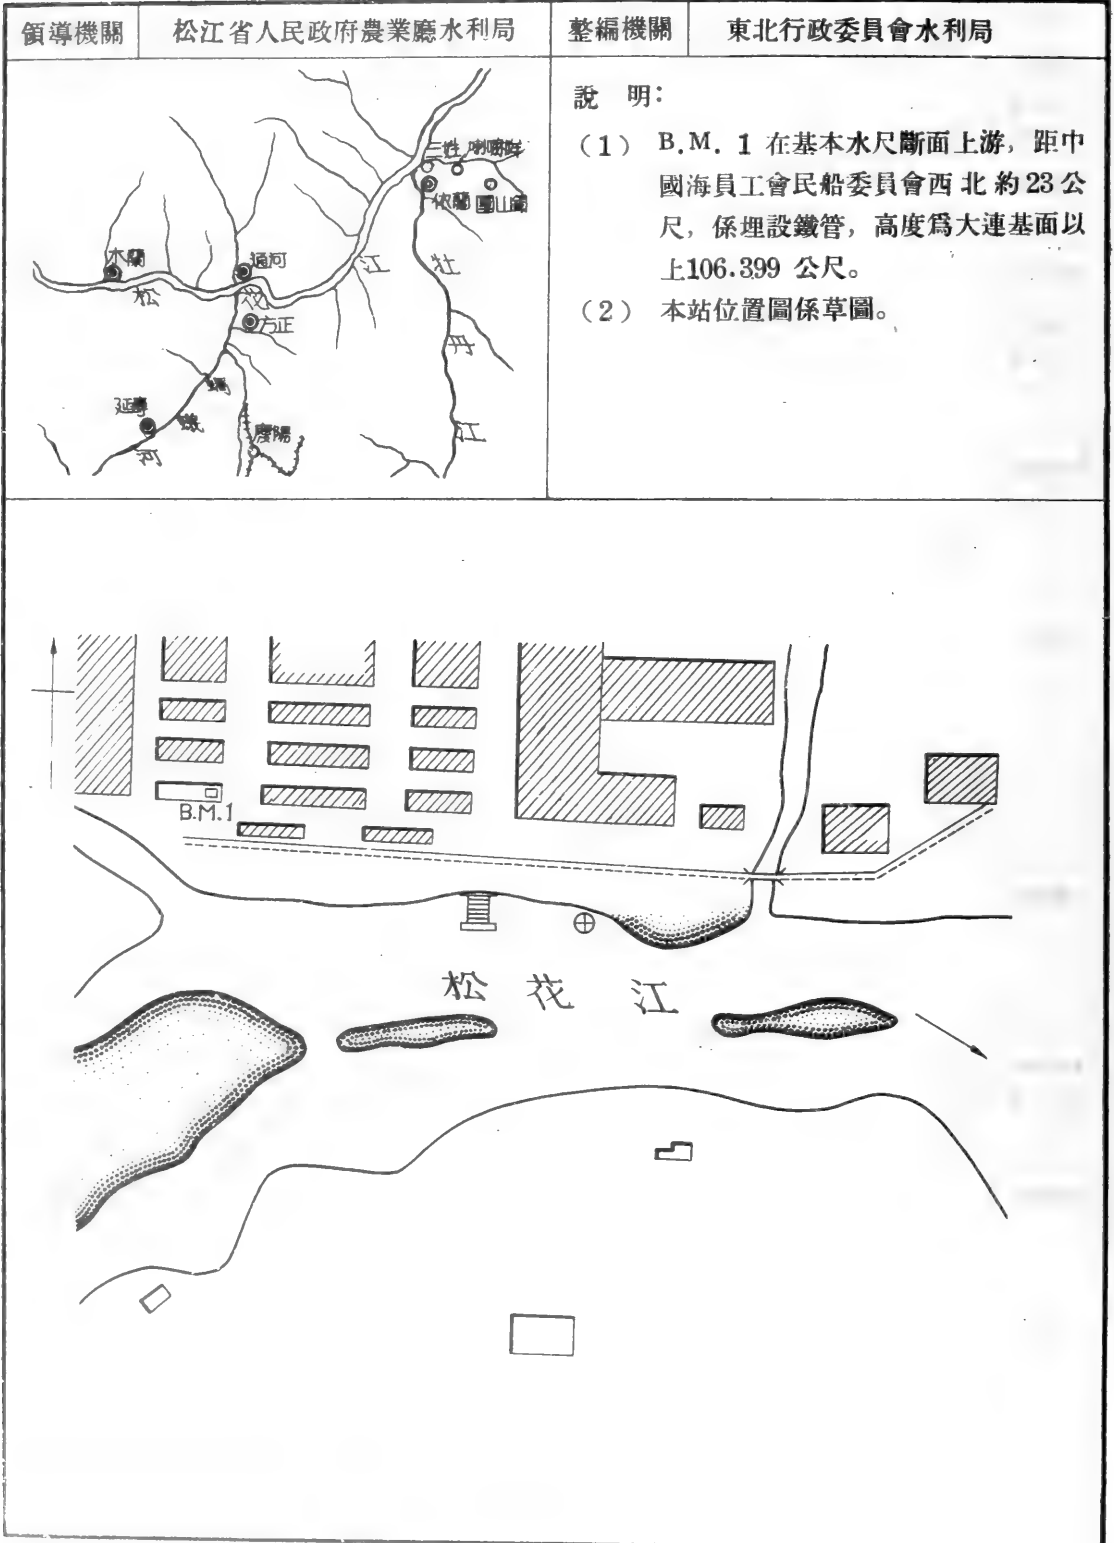 領導機關
松江省人民政府農業廳水利局
整編機關
東北行政委員會水利局
說 明：
（1） B.M. 1 在基本水尺斷面上游，距中
國海員工會民船委員會西北約23公
尺，係埋設鐵管，高度爲大連基面以
上106.399 公尺。
（2） 本站位置圖係草圖。
三姓
依蘭
木蘭
通河
松
江
牡
方正
丹
螞
延壽
慶陽
江
河
B.M.1
松 花 江